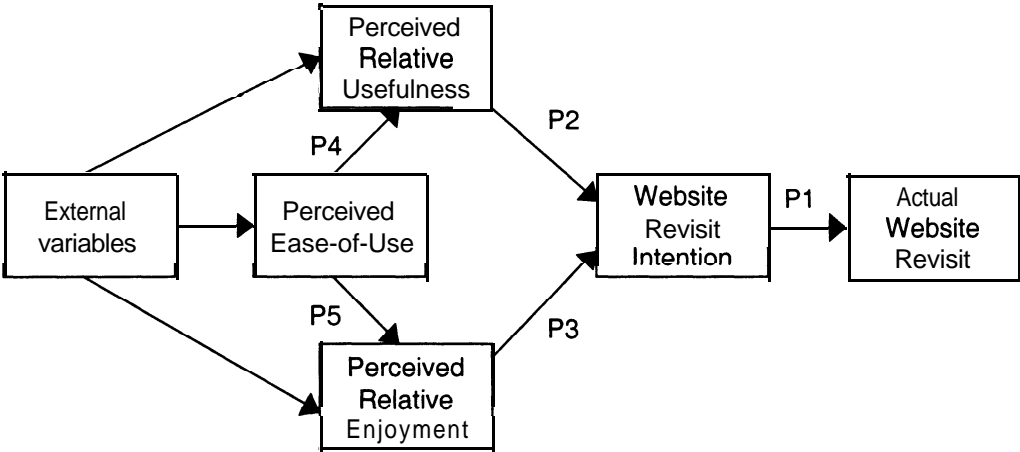 Perceived
Relative
Usefulness
P4
P2
External
variables
Perceived
Ease-of-Use
Website
Revisit
Intention
P1
Actual
Website
Revisit
P5
P3
Perceived
Relative
Enjoyment